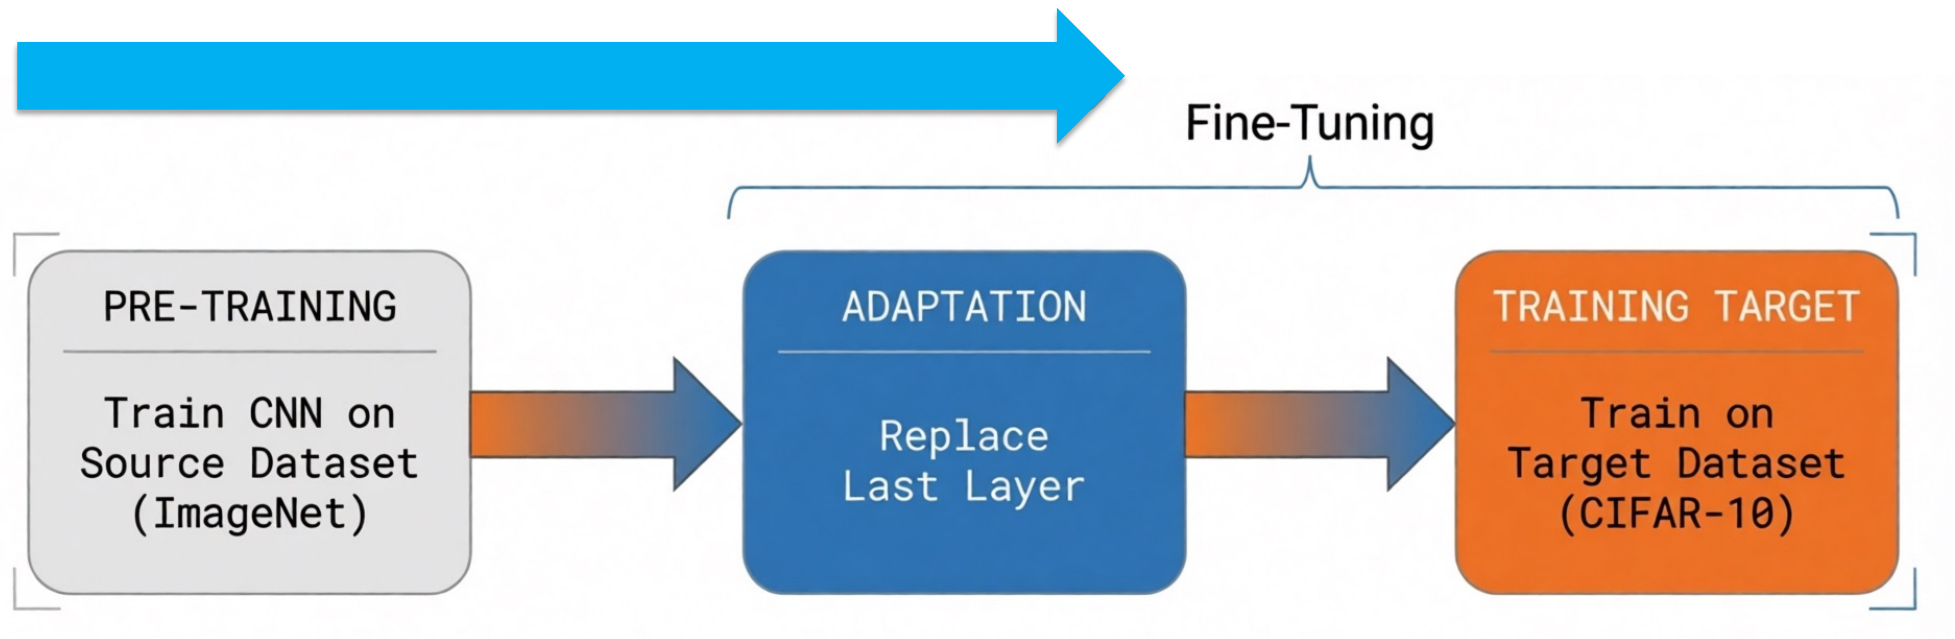 Fine-Tuning
PRE-TRAINING
Train CNN on
Source Dataset
(ImageNet)
ADAPTATION
Replace
Last Layer
TRAINING TARGET
Train on
Target Dataset
(CIFAR-10)